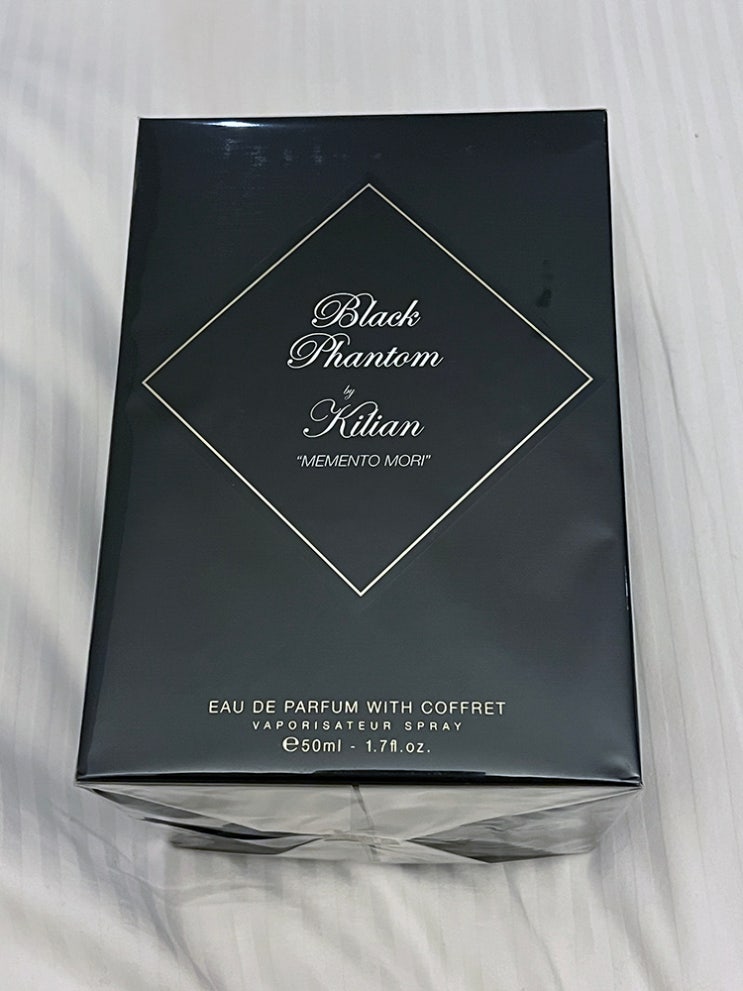 Black
Phantom
by
Kilian
“MEMENTO MORI”
EAU DE PARFUM WITH COFFRET
VAPORISATEUR SPRAY
℮50ml - 1.7fl.oz.